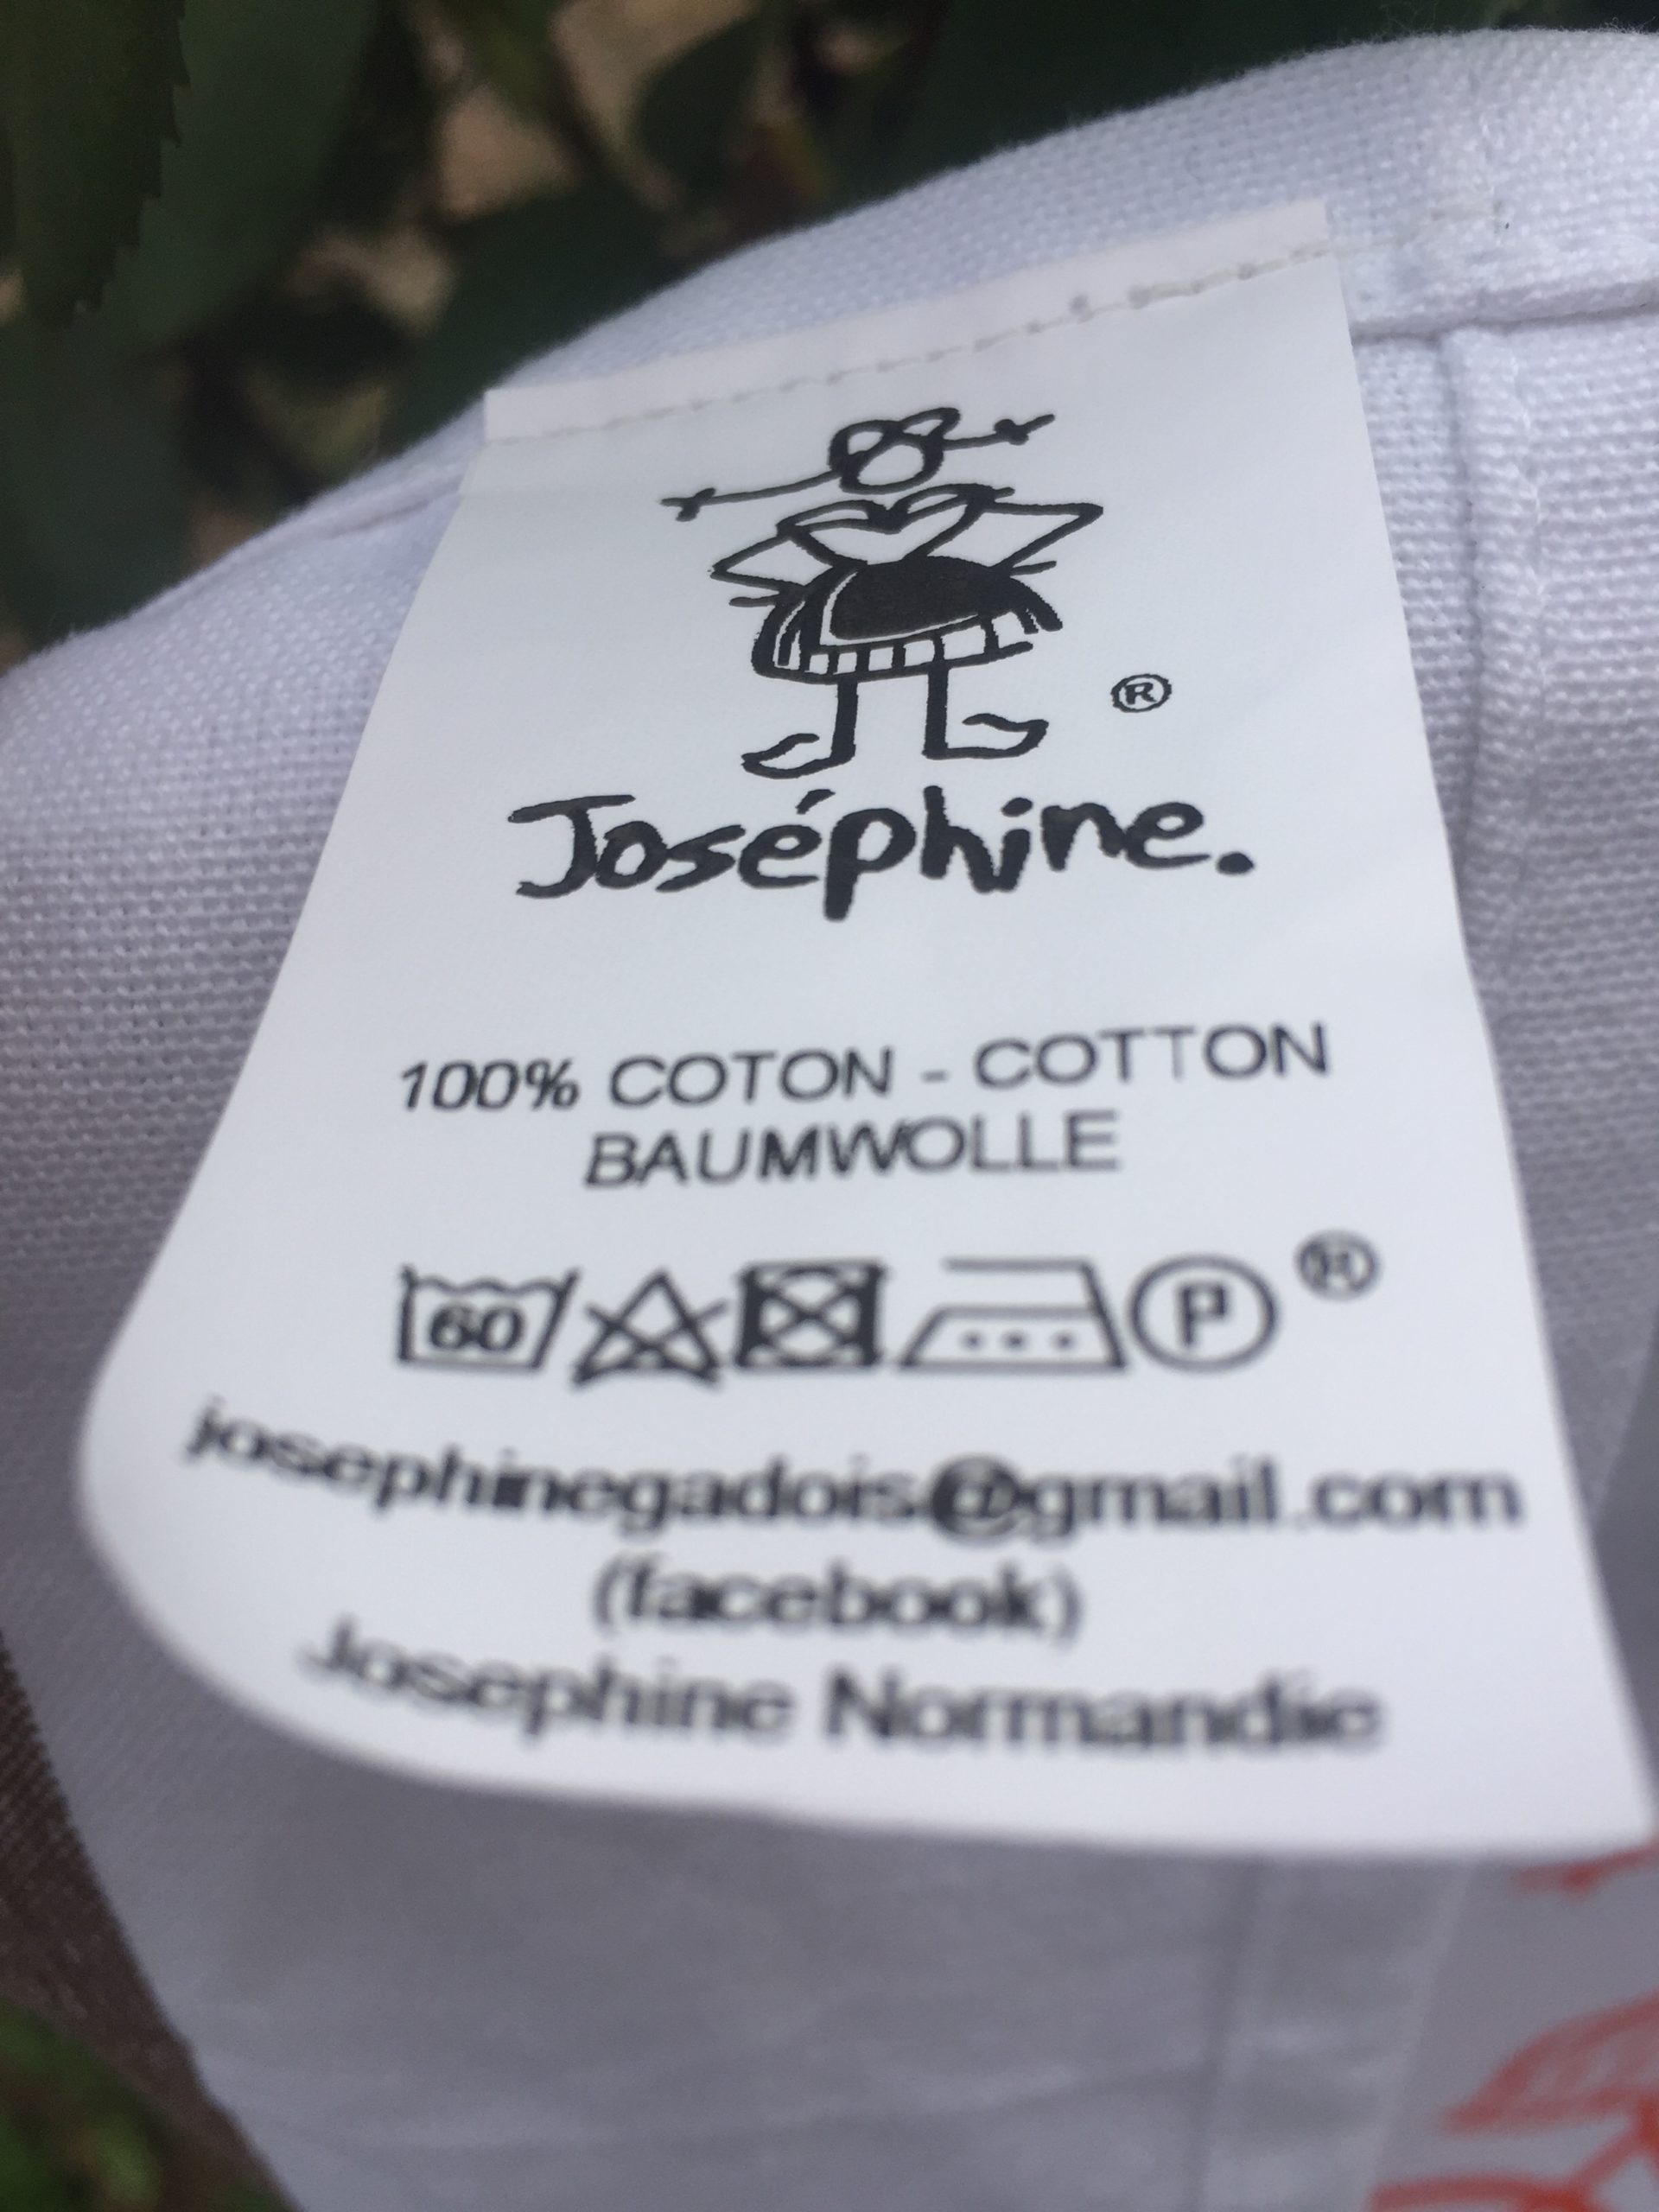 ®
Joséphine.
100% COTON - COTTON
BAUMWOLLE
60 P ®
josephinegadois@gmail.com
(facebook)
Josephine Normandie